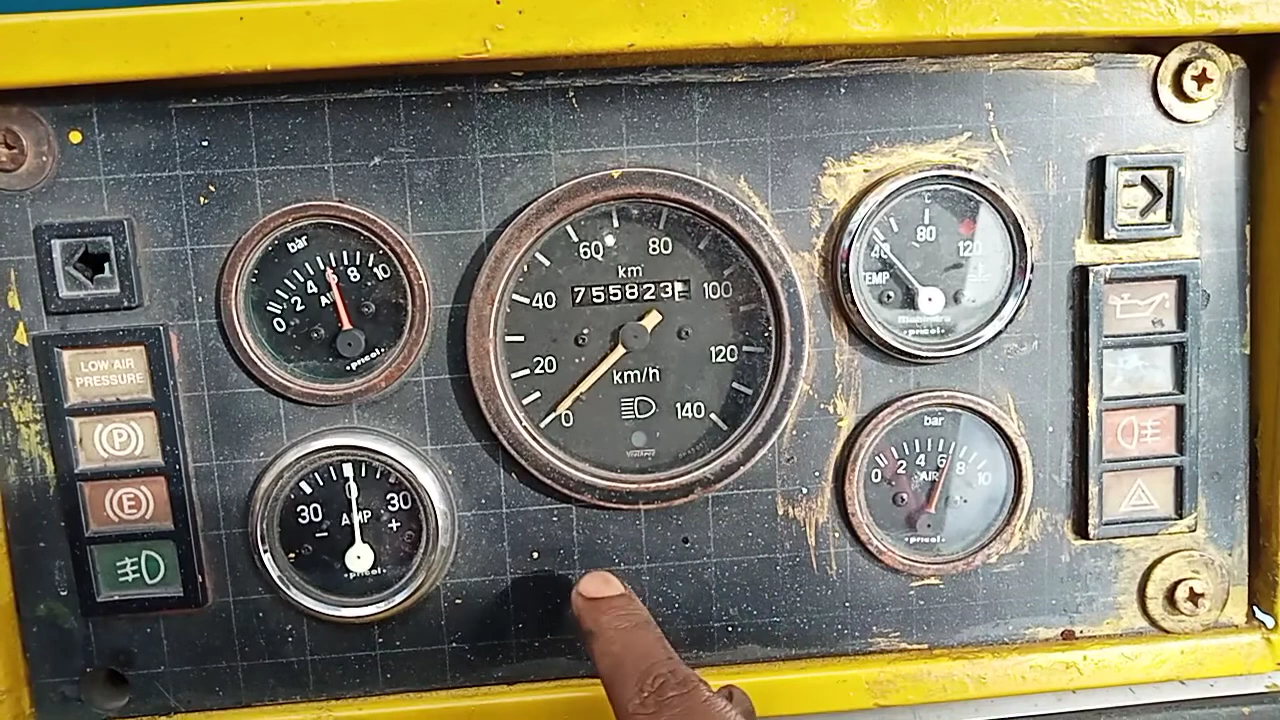 LOW AIR
PRESSURE
(P)
(E)
bar
0 2 4 6 8 10
AIR
pricol
30 0 30
AMP
- +
pricol
0 20 40 60 80 100 120 140
km
755823
km/h
°C
40 80 120
TEMP
pricol
bar
0 2 4 6 8 10
AIR
pricol